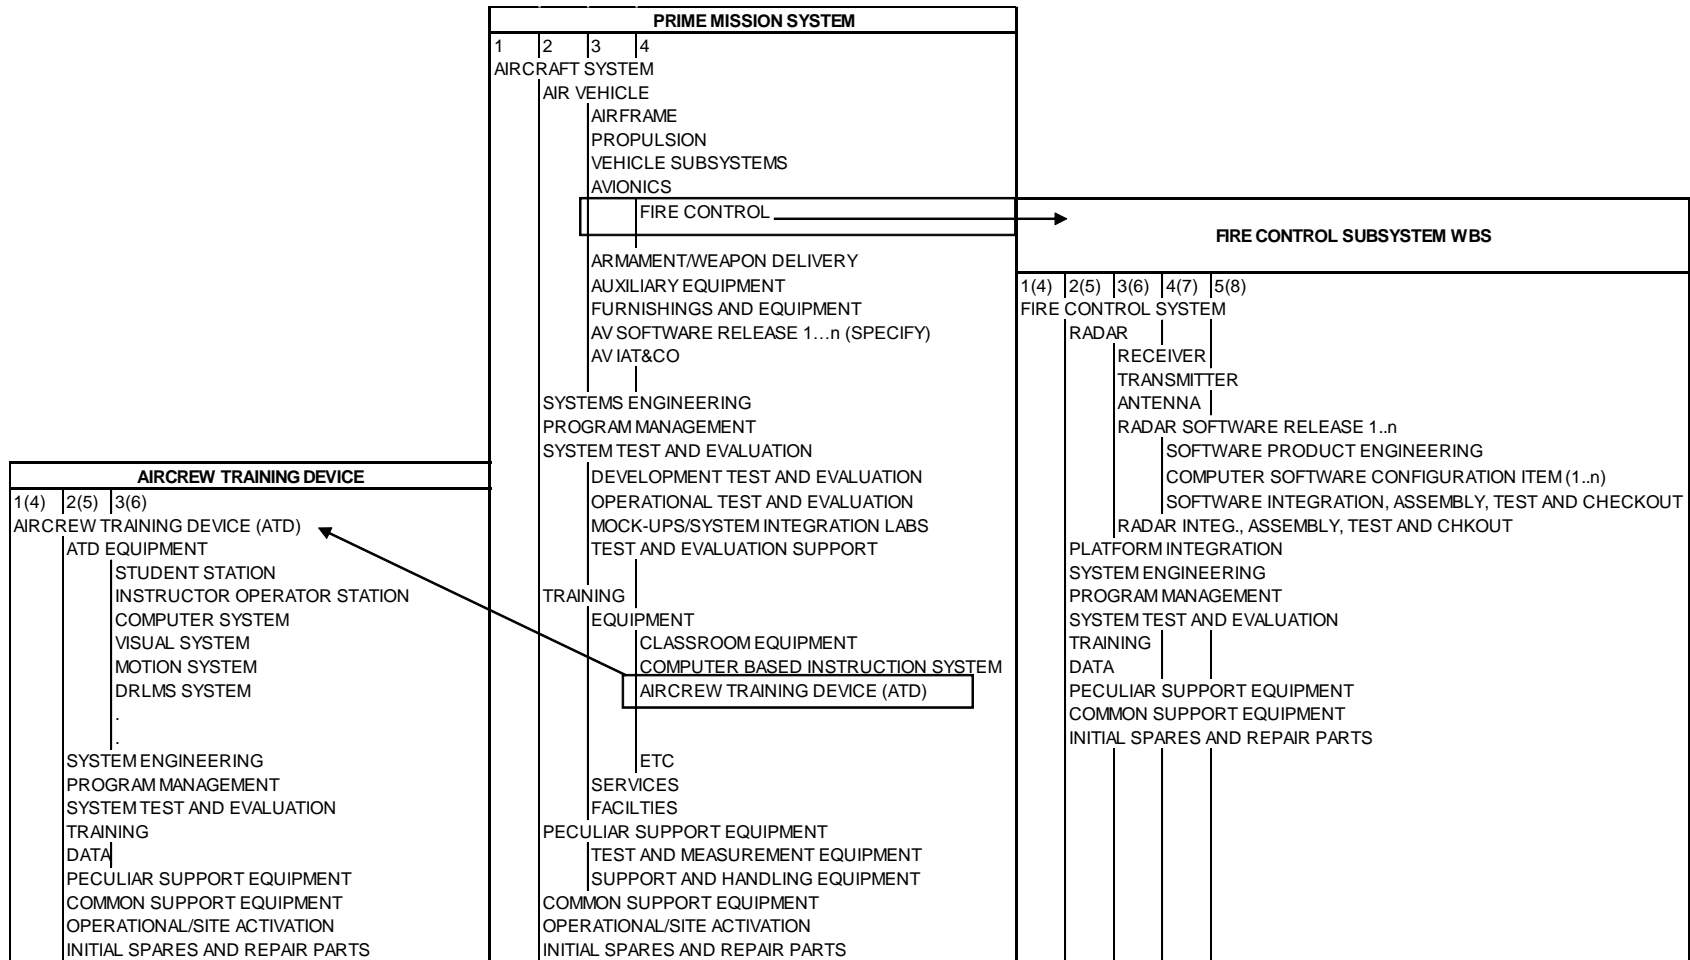 PRIME MISSION SYSTEM
1 2 3 4
AIRCRAFT SYSTEM
AIR VEHICLE
AIRFRAME
PROPULSION
VEHICLE SUBSYSTEMS
AVIONICS
FIRE CONTROL
ARMAMENT/WEAPON DELIVERY
AUXILIARY EQUIPMENT
FURNISHINGS AND EQUIPMENT
AV SOFTWARE RELEASE 1…n (SPECIFY)
AV IAT&CO
SYSTEMS ENGINEERING
PROGRAM MANAGEMENT
SYSTEM TEST AND EVALUATION
DEVELOPMENT TEST AND EVALUATION
OPERATIONAL TEST AND EVALUATION
MOCK-UPS/SYSTEM INTEGRATION LABS
TEST AND EVALUATION SUPPORT
TRAINING
EQUIPMENT
CLASSROOM EQUIPMENT
COMPUTER BASED INSTRUCTION SYSTEM
AIRCREW TRAINING DEVICE (ATD)
ETC
SERVICES
FACILTIES
PECULIAR SUPPORT EQUIPMENT
TEST AND MEASUREMENT EQUIPMENT
SUPPORT AND HANDLING EQUIPMENT
COMMON SUPPORT EQUIPMENT
OPERATIONAL/SITE ACTIVATION
INITIAL SPARES AND REPAIR PARTS
FIRE CONTROL SUBSYSTEM WBS
1(4) 2(5) 3(6) 4(7) 5(8)
FIRE CONTROL SYSTEM
RADAR
RECEIVER
TRANSMITTER
ANTENNA
RADAR SOFTWARE RELEASE 1..n
SOFTWARE PRODUCT ENGINEERING
COMPUTER SOFTWARE CONFIGURATION ITEM (1..n)
SOFTWARE INTEGRATION, ASSEMBLY, TEST AND CHECKOUT
RADAR INTEG., ASSEMBLY, TEST AND CHKOUT
PLATFORM INTEGRATION
SYSTEM ENGINEERING
PROGRAM MANAGEMENT
SYSTEM TEST AND EVALUATION
TRAINING
DATA
PECULIAR SUPPORT EQUIPMENT
COMMON SUPPORT EQUIPMENT
INITIAL SPARES AND REPAIR PARTS
AIRCREW TRAINING DEVICE
1(4) 2(5) 3(6)
AIRCREW TRAINING DEVICE (ATD)
ATD EQUIPMENT
STUDENT STATION
INSTRUCTOR OPERATOR STATION
COMPUTER SYSTEM
VISUAL SYSTEM
MOTION SYSTEM
DRLMS SYSTEM
.
.
SYSTEM ENGINEERING
PROGRAM MANAGEMENT
SYSTEM TEST AND EVALUATION
TRAINING
DATA
PECULIAR SUPPORT EQUIPMENT
COMMON SUPPORT EQUIPMENT
OPERATIONAL/SITE ACTIVATION
INITIAL SPARES AND REPAIR PARTS